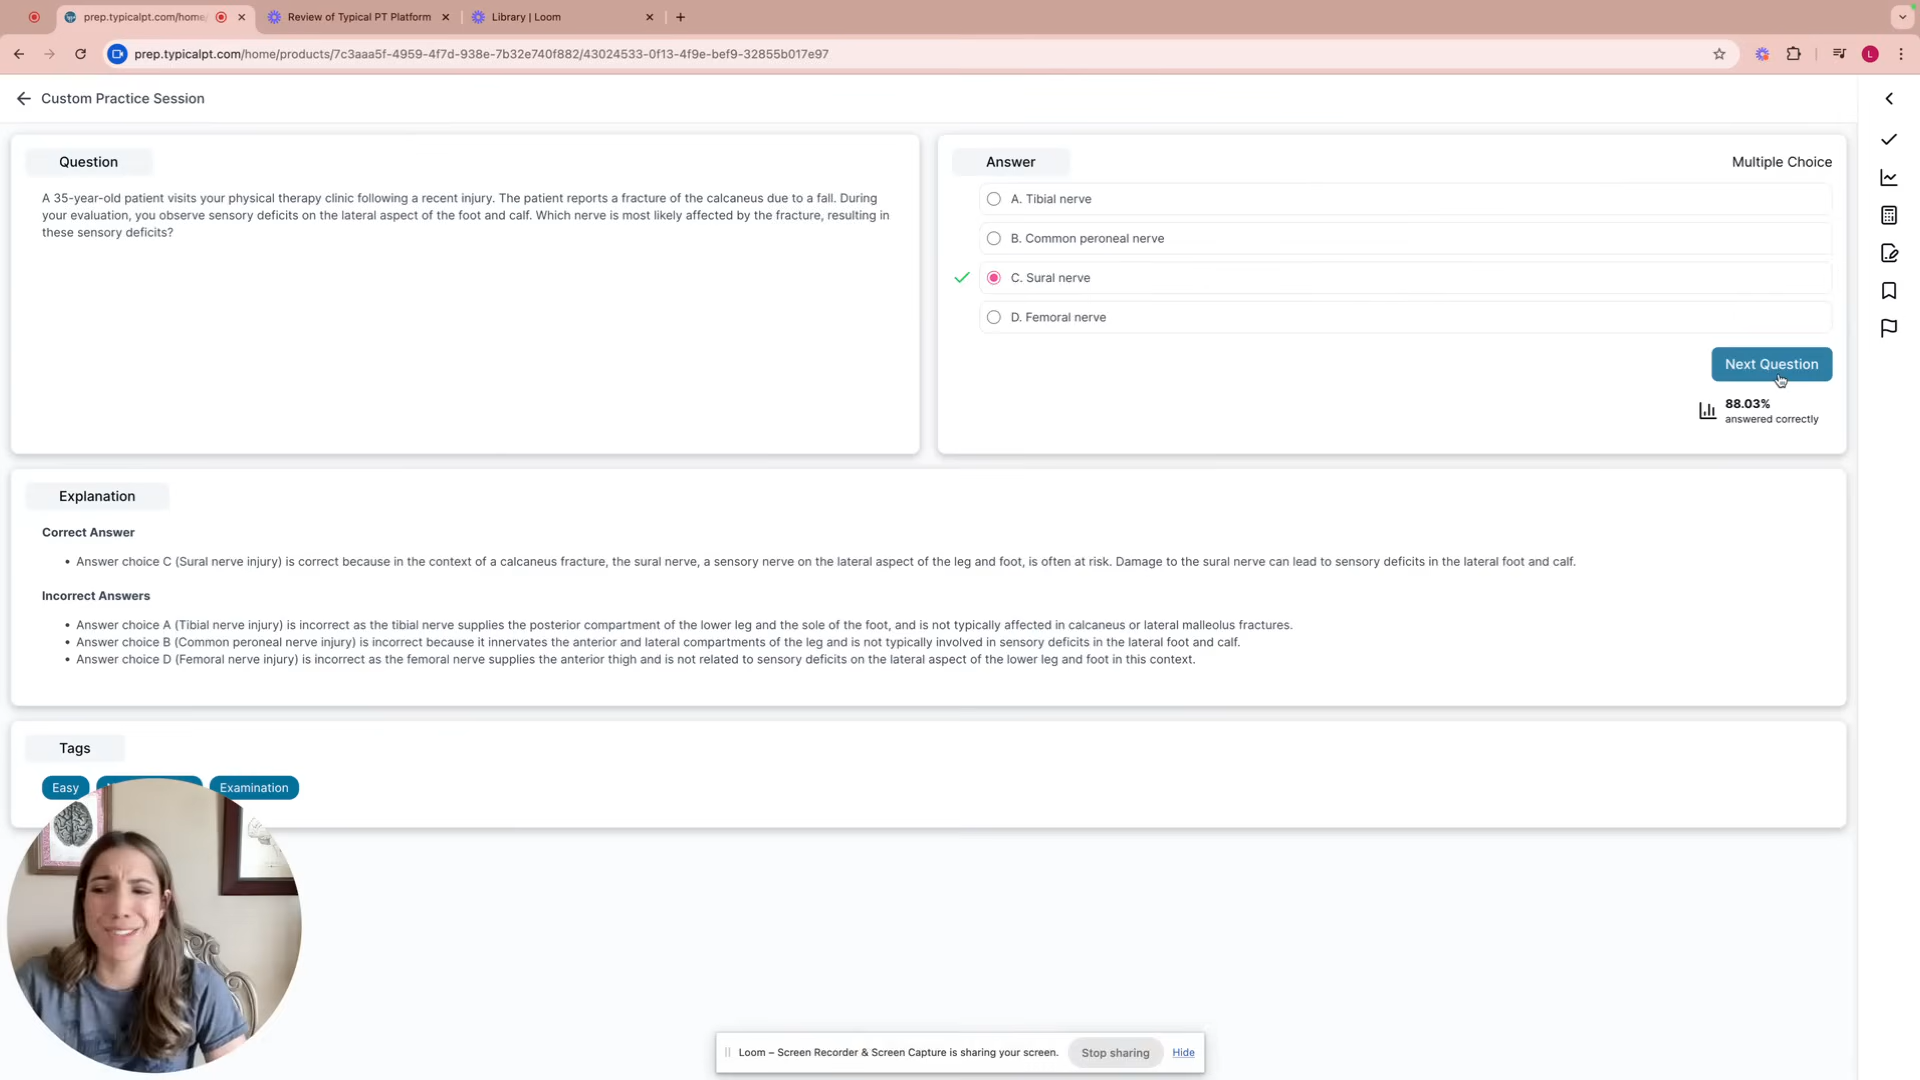 prep.typicalpt.com/home/
Review of Typical PT Platform
Library | Loom
prep.typicalpt.com/home/products/7c3aaa5f-4959-4f7d-938e-7b32e740f882/43024533-0f13-4f9e-bef9-32855b017e97
L
Custom Practice Session
Question
A 35-year-old patient visits your physical therapy clinic following a recent injury. The patient reports a fracture of the calcaneus due to a fall. During
your evaluation, you observe sensory deficits on the lateral aspect of the foot and calf. Which nerve is most likely affected by the fracture, resulting in
these sensory deficits?
Answer
Multiple Choice
A. Tibial nerve
B. Common peroneal nerve
C. Sural nerve
D. Femoral nerve
Next Question
88.03%
answered correctly
Explanation
Correct Answer
• Answer choice C (Sural nerve injury) is correct because in the context of a calcaneus fracture, the sural nerve, a sensory nerve on the lateral aspect of the leg and foot, is often at risk. Damage to the sural nerve can lead to sensory deficits in the lateral foot and calf.
Incorrect Answers
• Answer choice A (Tibial nerve injury) is incorrect as the tibial nerve supplies the posterior compartment of the lower leg and the sole of the foot, and is not typically affected in calcaneus or lateral malleolus fractures.
• Answer choice B (Common peroneal nerve injury) is incorrect because it innervates the anterior and lateral compartments of the leg and is not typically involved in sensory deficits in the lateral foot and calf.
• Answer choice D (Femoral nerve injury) is incorrect as the femoral nerve supplies the anterior thigh and is not related to sensory deficits on the lateral aspect of the lower leg and foot in this context.
Tags
Easy
Examination
Loom – Screen Recorder & Screen Capture is sharing your screen.
Stop sharing
Hide